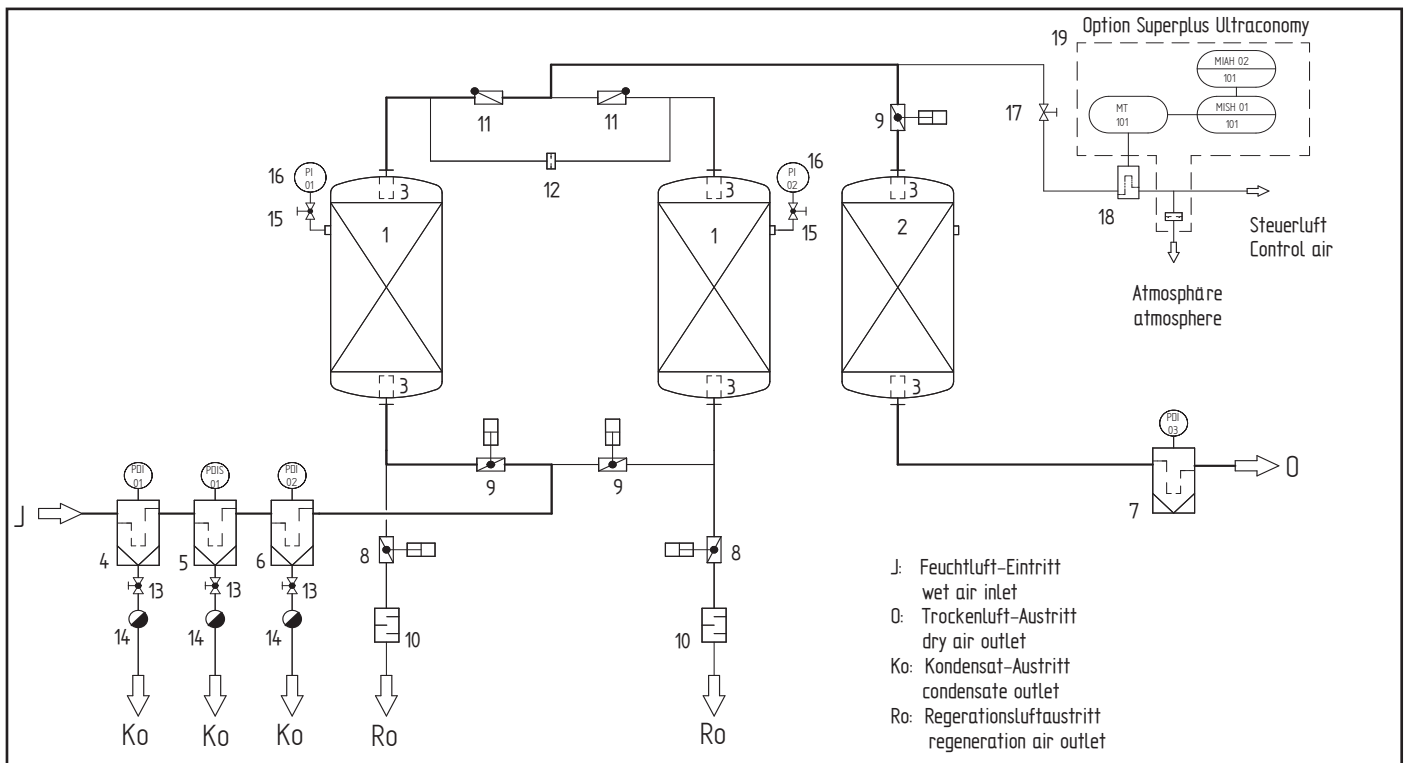 Option Superplus Ultraconomy
19
MIAH 02
101
MT
101
MISH 01
101
17
18
Steuerluft
Control air
Atmosphäre
atmosphere
11
11
9
12
16
PI
01
15
3
1
3
16
PI
02
15
3
1
3
3
2
3
9
9
J
PDI
01
4
13
14
Ko
PDIS
01
5
13
14
Ko
PDI
02
6
13
14
Ko
8
10
Ro
8
10
Ro
PDI
03
7
O
J: Feuchtluft-Eintritt
wet air inlet
O: Trockenluft-Austritt
dry air outlet
Ko: Kondensat-Austritt
condensate outlet
Ro: Regerationsluftaustritt
regeneration air outlet